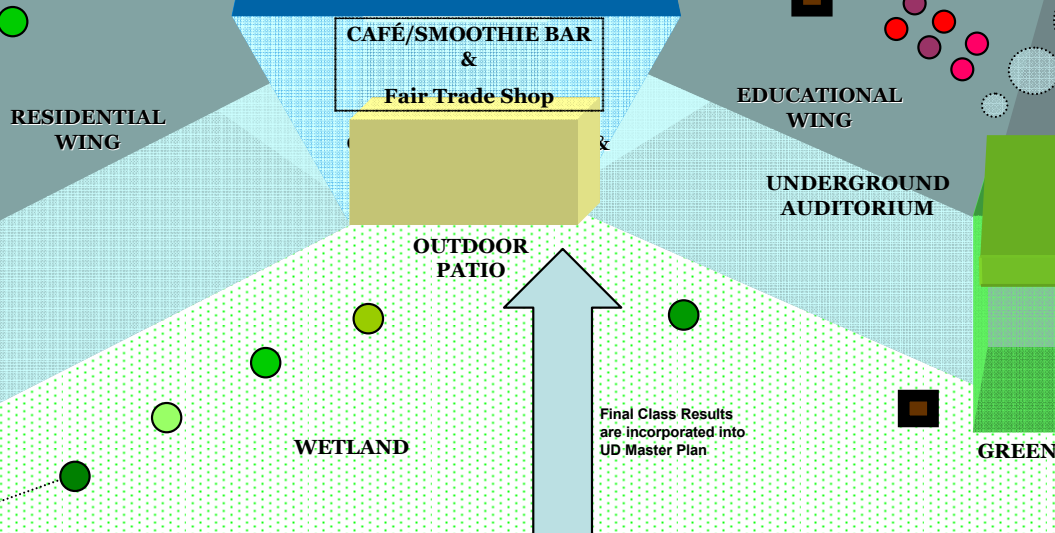 CAFÉ/SMOOTHIE BAR
&
Fair Trade Shop
&
RESIDENTIAL
WING
EDUCATIONAL
WING
UNDERGROUND
AUDITORIUM
OUTDOOR
PATIO
Final Class Results
are incorporated into
UD Master Plan
WETLAND
GREEN